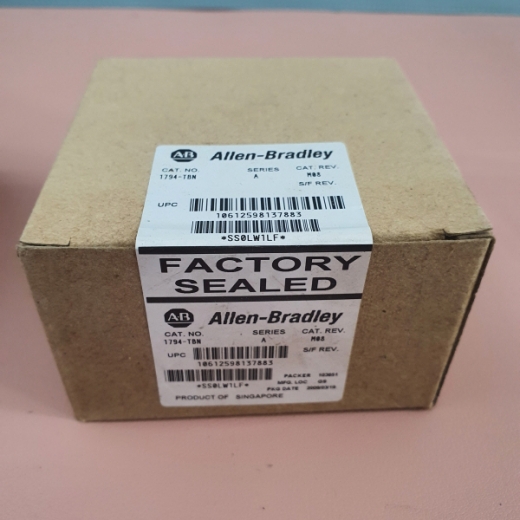 AB Allen-Bradley
CAT. NO. SERIES CAT. REV.
1794-TBN A M08
S/F REV.
UPC
10612598137883
*SS0LW1LF*
FACTORY
SEALED
AB Allen-Bradley
CAT. NO. SERIES CAT. REV.
1794-TBN A M08
UPC S/F REV.
10612598137883
*SS0LW1LF*
PACKER
MFG. LOC
PKG DATE
PRODUCT OF SINGAPORE